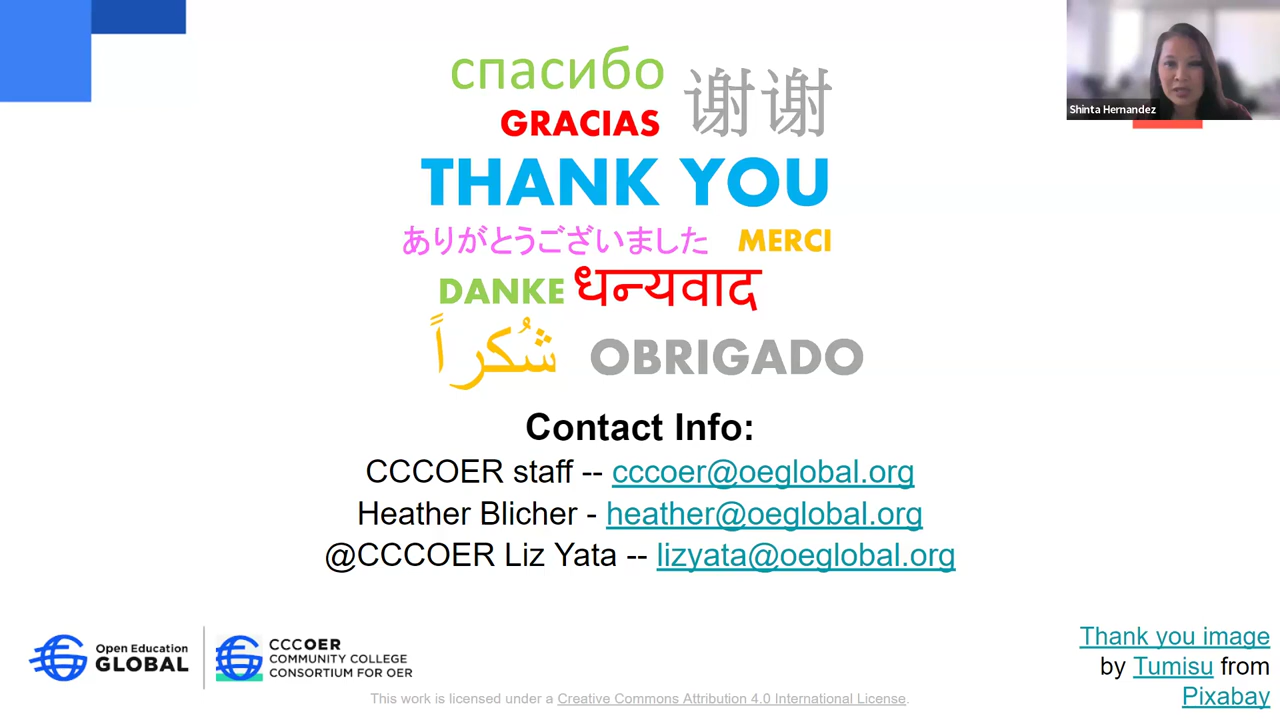 спасибо
GRACIAS 谢谢
THANK YOU
ありがとうございました MERCI
DANKE धन्यवाद
شُكراً OBRIGADO
Contact Info:
CCCOER staff -- cccoer@oeglobal.org
Heather Blicher - heather@oeglobal.org
@CCCOER Liz Yata -- lizyata@oeglobal.org
Shinta Hernandez
Open Education
GLOBAL
CCCOER
COMMUNITY COLLEGE
CONSORTIUM FOR OER
This work is licensed under a Creative Commons Attribution 4.0 International License.
Thank you image
by Tumisu from
Pixabay